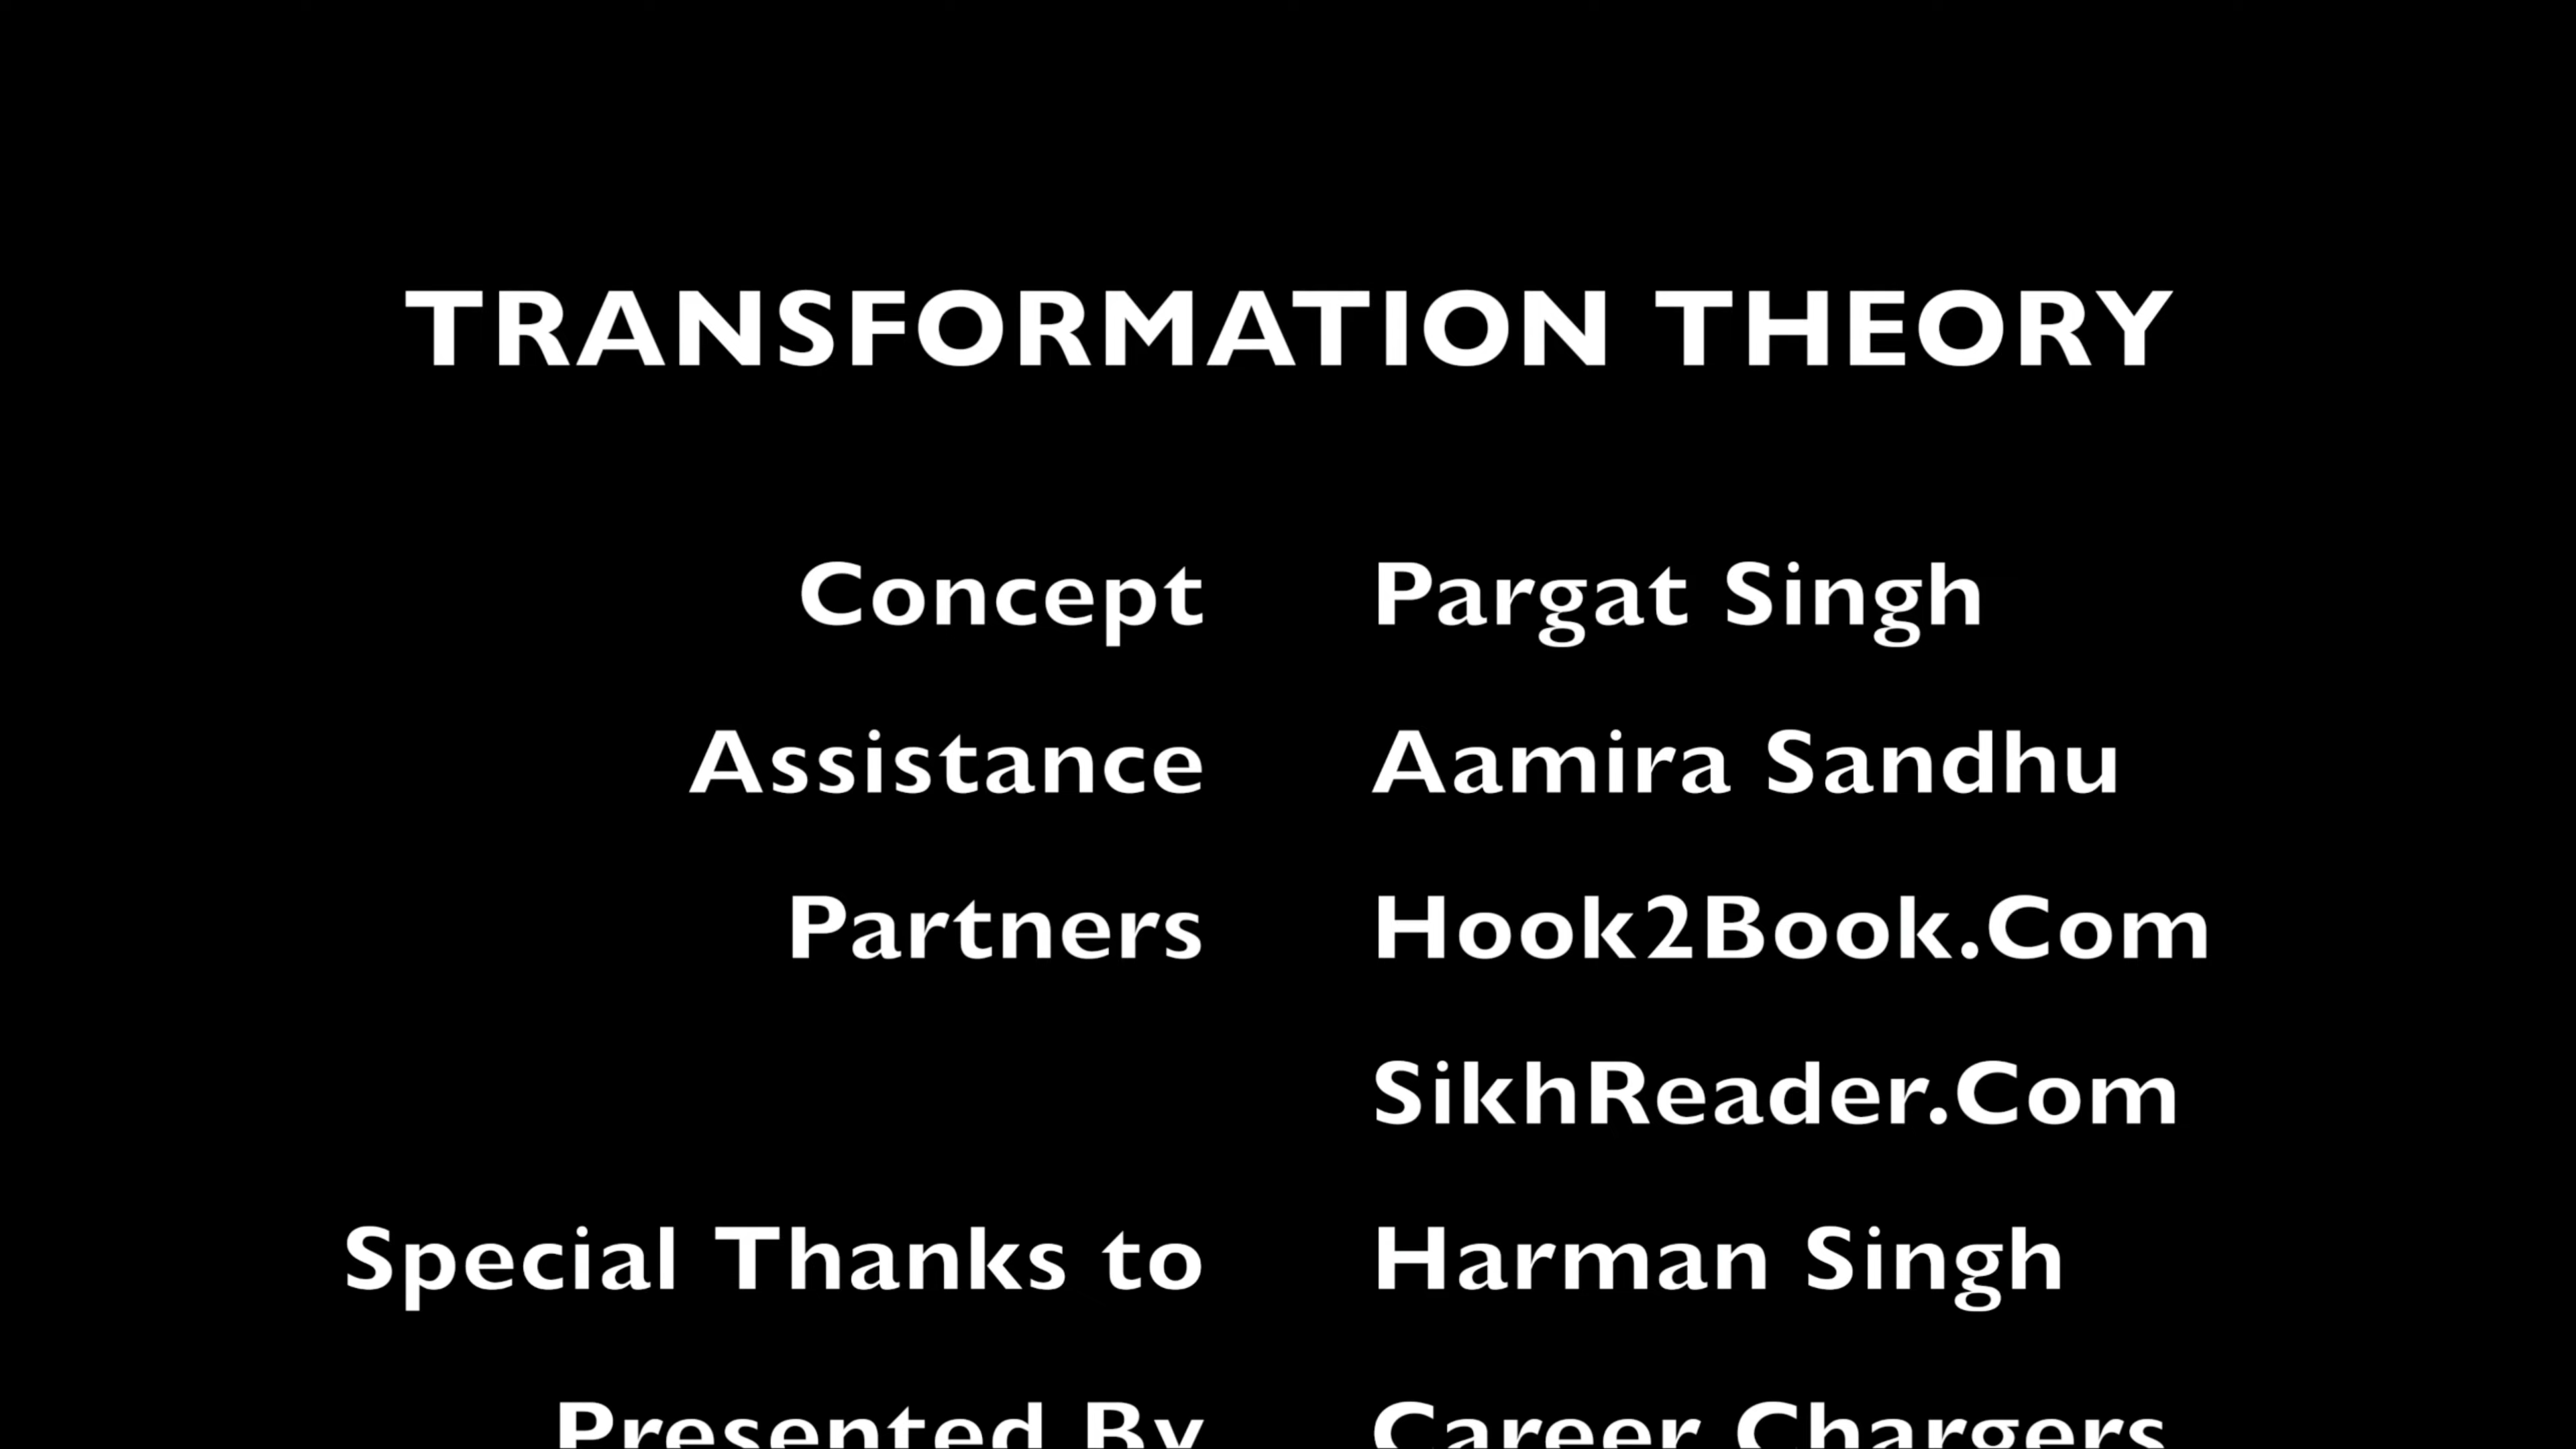 TRANSFORMATION THEORY
Concept Pargat Singh
Assistance Aamira Sandhu
Partners Hook2Book.Com
SikhReader.Com
Special Thanks to Harman Singh
Presented By Career Chargers